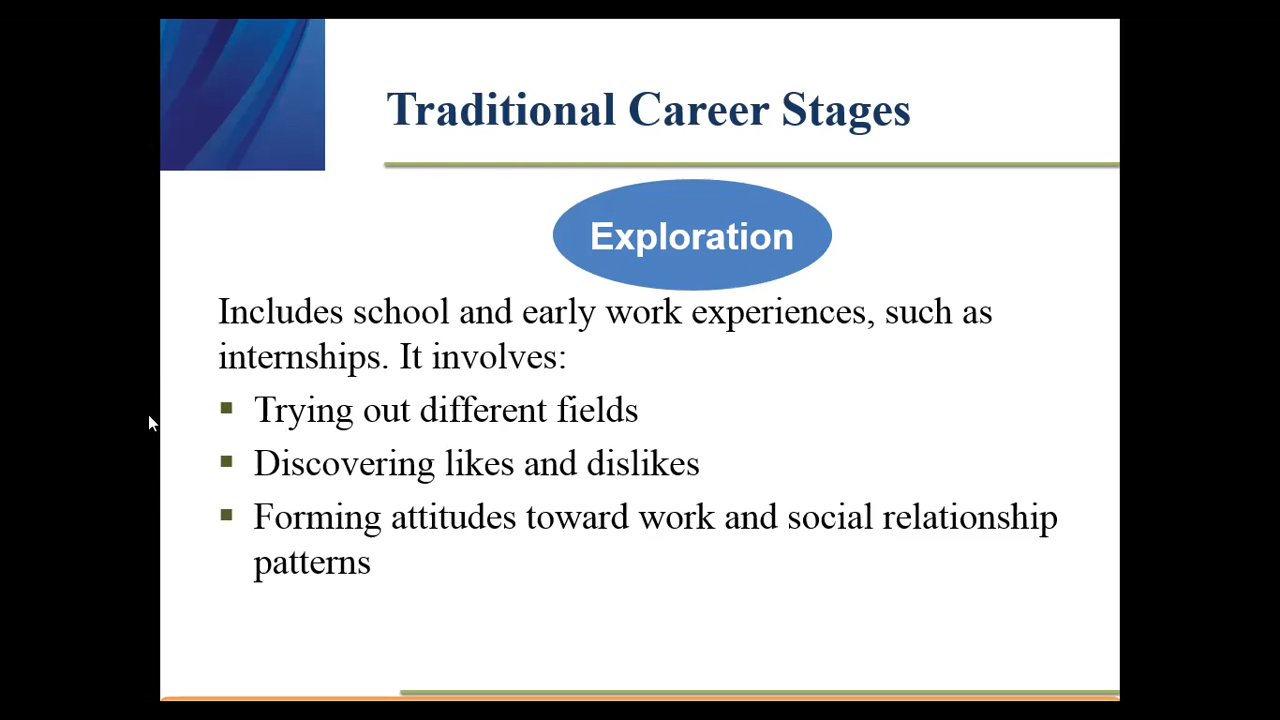 Traditional Career Stages
Exploration
Includes school and early work experiences, such as
internships. It involves:
▪ Trying out different fields
▪ Discovering likes and dislikes
▪ Forming attitudes toward work and social relationship
patterns